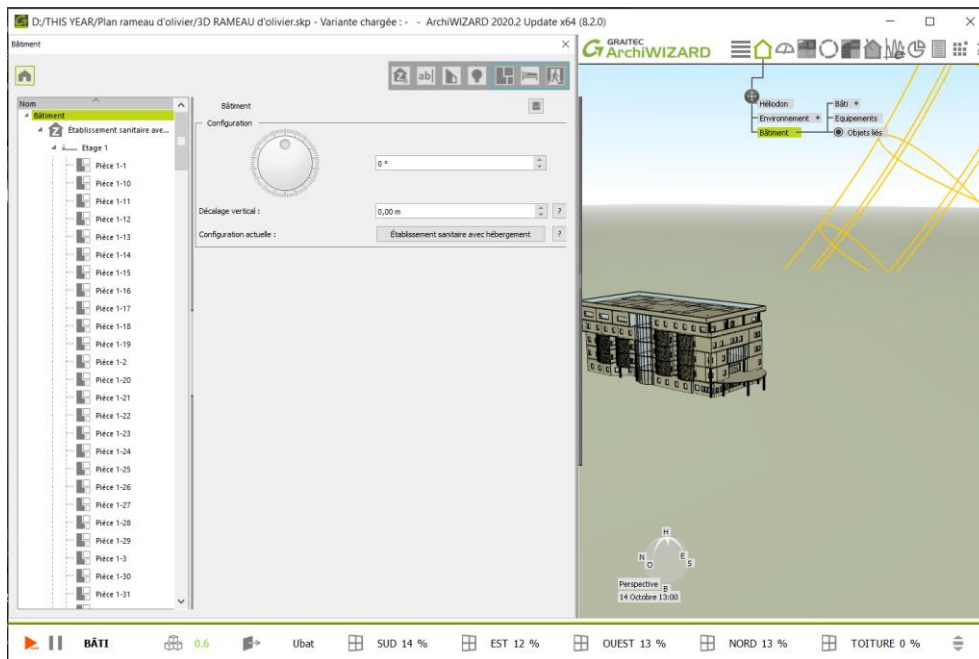 D:/THIS YEAR/Plan rameau d'olivier/3D RAMEAU d'olivier.skp - Variante chargée : - - ArchiWIZARD 2020.2 Update x64 (8.2.0)
Bâtiment
GRAITEC
ArchiWIZARD
ab|
Nom
Bâtiment
Établissement sanitaire ave...
Etage 1
Pièce 1-1
Pièce 1-10
Pièce 1-11
Pièce 1-12
Pièce 1-13
Pièce 1-14
Pièce 1-15
Pièce 1-16
Pièce 1-17
Pièce 1-18
Pièce 1-19
Pièce 1-2
Pièce 1-20
Pièce 1-21
Pièce 1-22
Pièce 1-23
Pièce 1-24
Pièce 1-25
Pièce 1-26
Pièce 1-27
Pièce 1-28
Pièce 1-29
Pièce 1-3
Pièce 1-30
Pièce 1-31
Bâtiment
Configuration
0 °
Décalage vertical :
0,00 m
?
Configuration actuelle :
Établissement sanitaire avec hébergement
?
Héliodon
Environnement
Bâtiment
Bâti
Equipements
Objets liés
H
N
E
O
S
B
Perspective
14 Octobre 13:00
BÂTI
0.6
Ubat
SUD 14 %
EST 12 %
OUEST 13 %
NORD 13 %
TOITURE 0 %